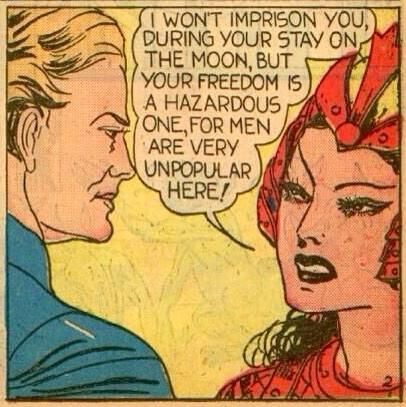 I WON'T IMPRISON YOU,
DURING YOUR STAY ON
THE MOON, BUT
YOUR FREEDOM IS
A HAZARDOUS
ONE, FOR MEN
ARE VERY
UNPOPULAR
HERE!
2